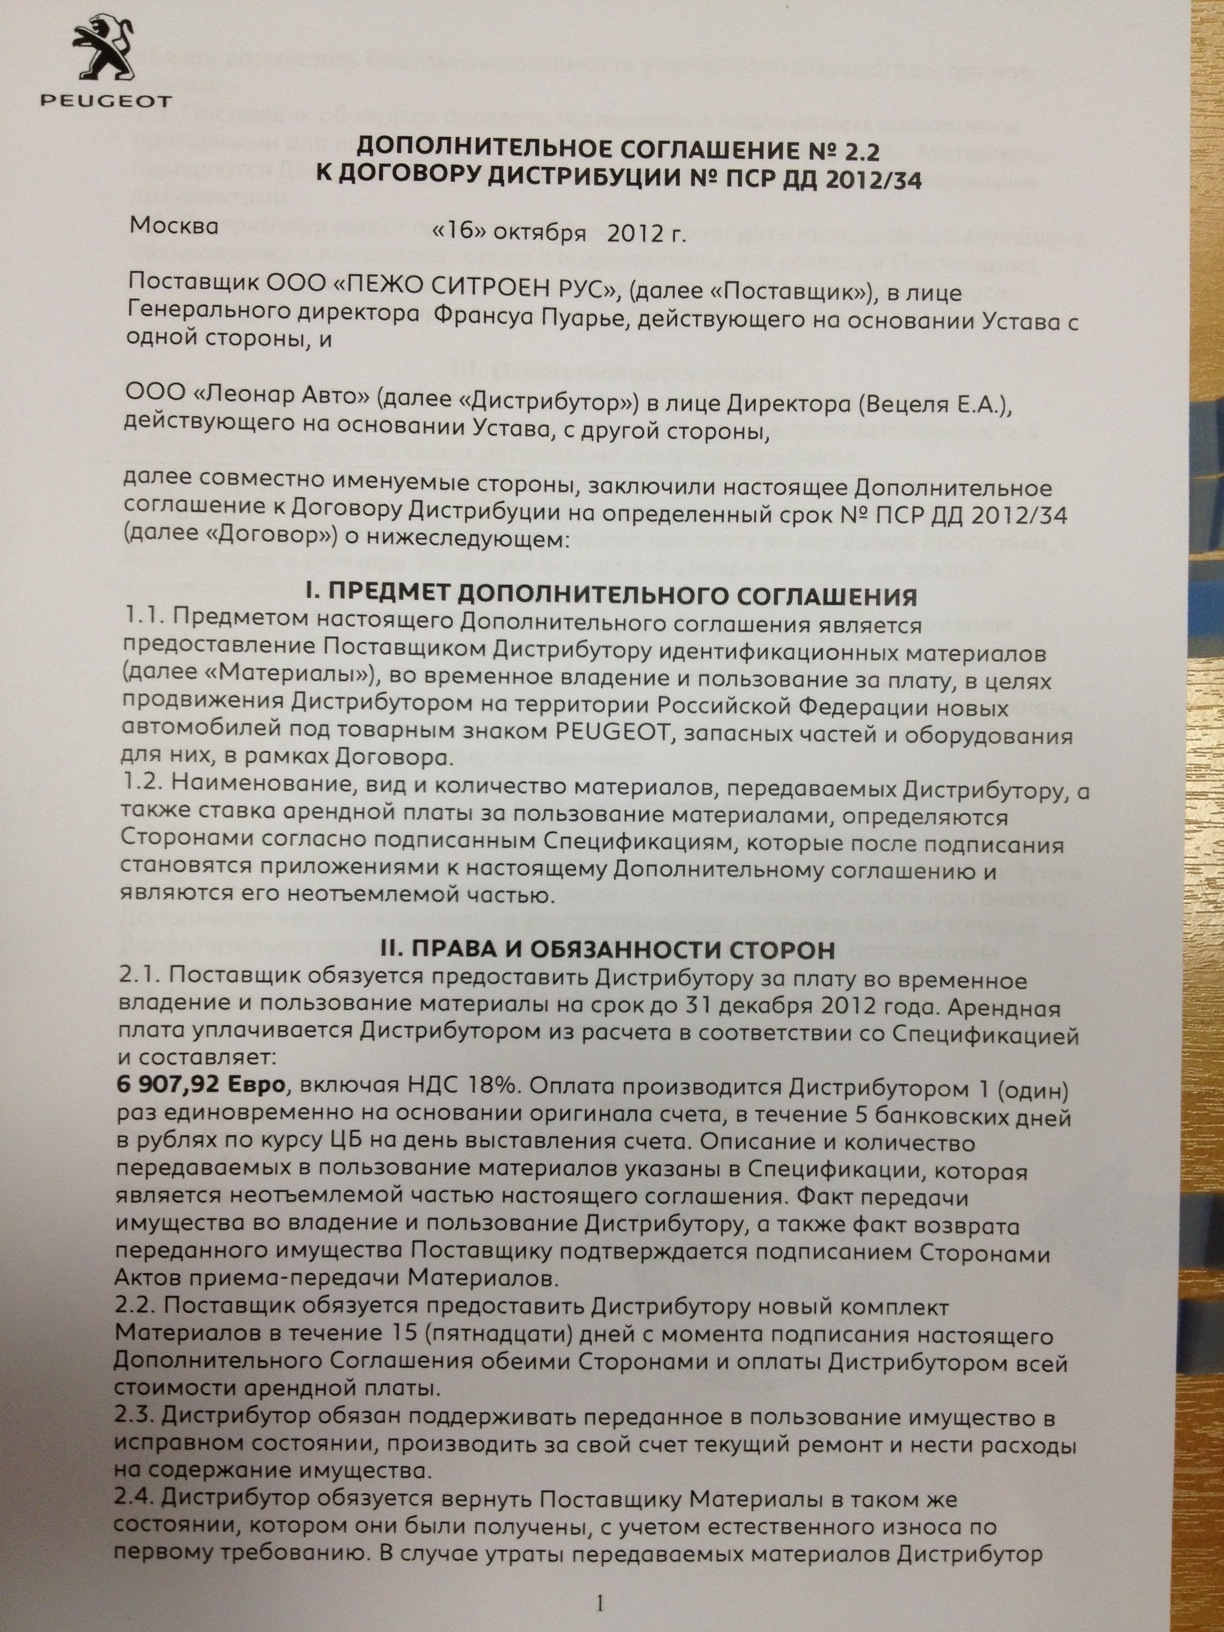 PEUGEOT
ДОПОЛНИТЕЛЬНОЕ СОГЛАШЕНИЕ № 2.2
К ДОГОВОРУ ДИСТРИБУЦИИ № ПСР ДД 2012/34
Москва «16» октября 2012 г.
Поставщик ООО «ПЕЖО СИТРОЕН РУС», (далее «Поставщик»), в лице
Генерального директора Франсуа Пуарье, действующего на основании Устава с
одной стороны, и
ООО «Леонар Авто» (далее «Дистрибутор») в лице Директора (Вецеля Е.А.),
действующего на основании Устава, с другой стороны,
далее совместно именуемые стороны, заключили настоящее Дополнительное
соглашение к Договору Дистрибуции на определенный срок № ПСР ДД 2012/34
(далее «Договор») о нижеследующем:
I. ПРЕДМЕТ ДОПОЛНИТЕЛЬНОГО СОГЛАШЕНИЯ
1.1. Предметом настоящего Дополнительного соглашения является
предоставление Поставщиком Дистрибутору идентификационных материалов
(далее «Материалы»), во временное владение и пользование за плату, в целях
продвижения Дистрибутором на территории Российской Федерации новых
автомобилей под товарным знаком PEUGEOT, запасных частей и оборудования
для них, в рамках Договора.
1.2. Наименование, вид и количество материалов, передаваемых Дистрибутору, а
также ставка арендной платы за пользование материалами, определяются
Сторонами согласно подписанным Спецификациям, которые после подписания
становятся приложениями к настоящему Дополнительному соглашению и
являются его неотъемлемой частью.
II. ПРАВА И ОБЯЗАННОСТИ СТОРОН
2.1. Поставщик обязуется предоставить Дистрибутору за плату во временное
владение и пользование материалы на срок до 31 декабря 2012 года. Арендная
плата уплачивается Дистрибутором из расчета в соответствии со Спецификацией
и составляет:
6 907,92 Евро, включая НДС 18%. Оплата производится Дистрибутором 1 (один)
раз единовременно на основании оригинала счета, в течение 5 банковских дней
в рублях по курсу ЦБ на день выставления счета. Описание и количество
передаваемых в пользование материалов указаны в Спецификации, которая
является неотъемлемой частью настоящего соглашения. Факт передачи
имущества во владение и пользование Дистрибутору, а также факт возврата
переданного имущества Поставщику подтверждается подписанием Сторонами
Актов приема-передачи Материалов.
2.2. Поставщик обязуется предоставить Дистрибутору новый комплект
Материалов в течение 15 (пятнадцати) дней с момента подписания настоящего
Дополнительного Соглашения обеими Сторонами и оплаты Дистрибутором всей
стоимости арендной платы.
2.3. Дистрибутор обязан поддерживать переданное в пользование имущество в
исправном состоянии, производить за свой счет текущий ремонт и нести расходы
на содержание имущества.
2.4. Дистрибутор обязуется вернуть Поставщику Материалы в таком же
состоянии, котором они были получены, с учетом естественного износа по
первому требованию. В случае утраты передаваемых материалов Дистрибутор
1